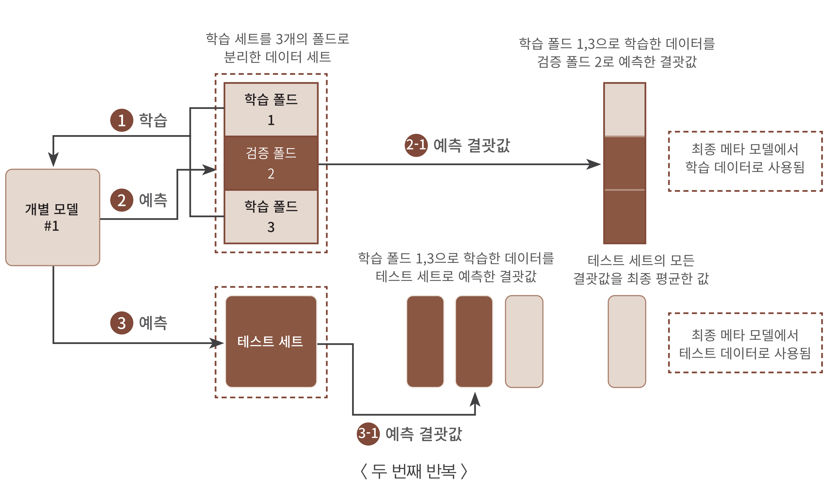 학습 세트를 3개의 폴드로
분리한 데이터 세트
학습 폴드 1,3으로 학습한 데이터를
검증 폴드 2로 예측한 결괏값
1 학습
학습 폴드
1
검증 폴드
2
학습 폴드
3
2-1 예측 결괏값
최종 메타 모델에서
학습 데이터로 사용됨
2 예측
개별 모델
#1
학습 폴드 1,3으로 학습한 데이터를
테스트 세트로 예측한 결괏값
테스트 세트의 모든
결괏값을 최종 평균한 값
3 예측
테스트 세트
최종 메타 모델에서
테스트 데이터로 사용됨
3-1 예측 결괏값
〈 두 번째 반복 〉